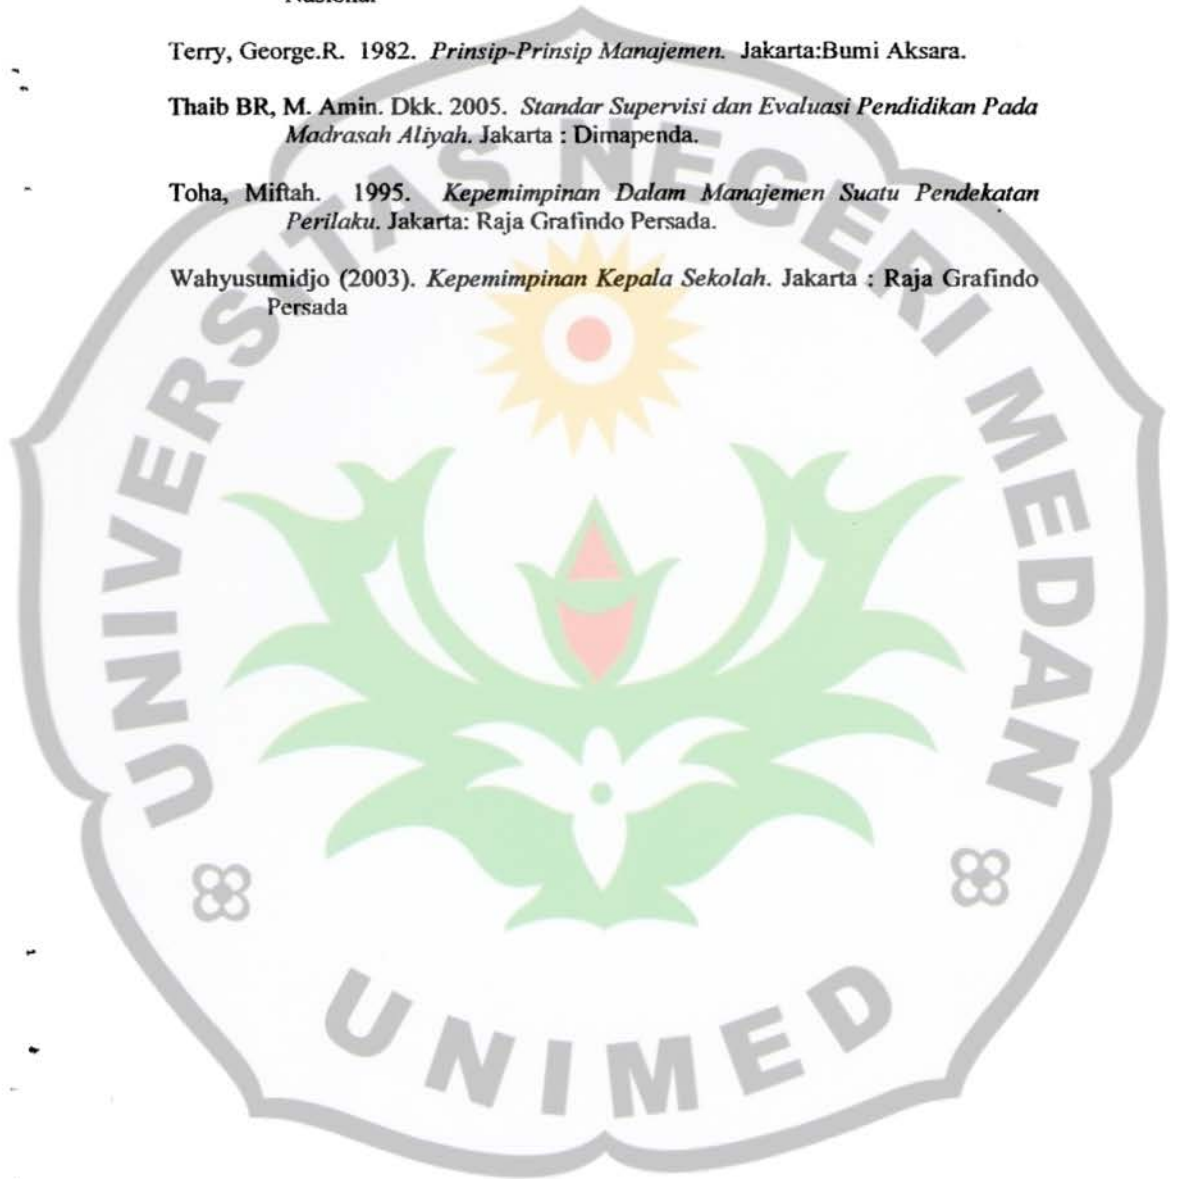 Nasional
Terry, George.R. 1982. Prinsip-Prinsip Manajemen. Jakarta:Bumi Aksara.
Thaib BR, M. Amin. Dkk. 2005. Standar Supervisi dan Evaluasi Pendidikan Pada
Madrasah Aliyah. Jakarta : Dimapenda.
Toha, Miftah. 1995. Kepemimpinan Dalam Manajemen Suatu Pendekatan
Perilaku. Jakarta: Raja Grafindo Persada.
Wahyusumidjo (2003). Kepemimpinan Kepala Sekolah. Jakarta : Raja Grafindo
Persada
UNIVERSITAS NEGERI MEDAN
UNIMED